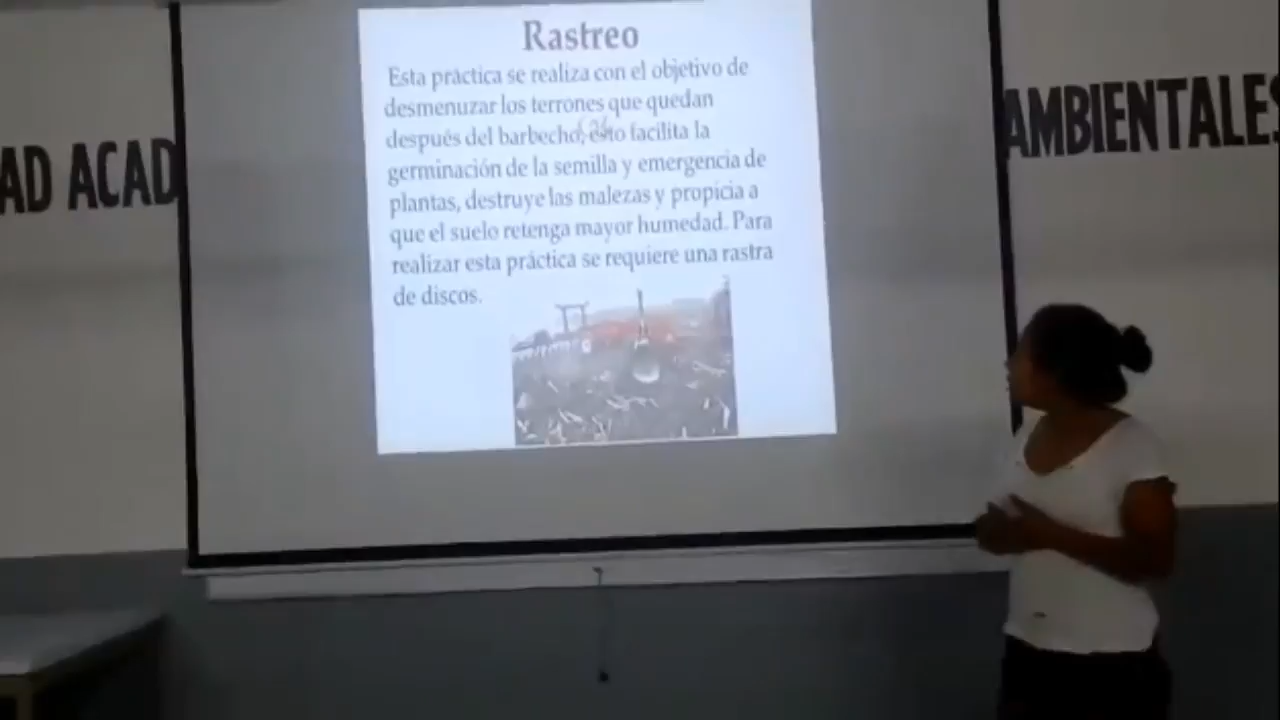 Rastreo
Esta práctica se realiza con el objetivo de
desmenuzar los terrones que quedan
después del barbecho, esto facilita la
germinación de la semilla y emergencia de
plantas, destruye las malezas y propicia a
que el suelo retenga mayor humedad. Para
realizar esta práctica se requiere una rastra
de discos.
AD ACAD
AMBIENTALES